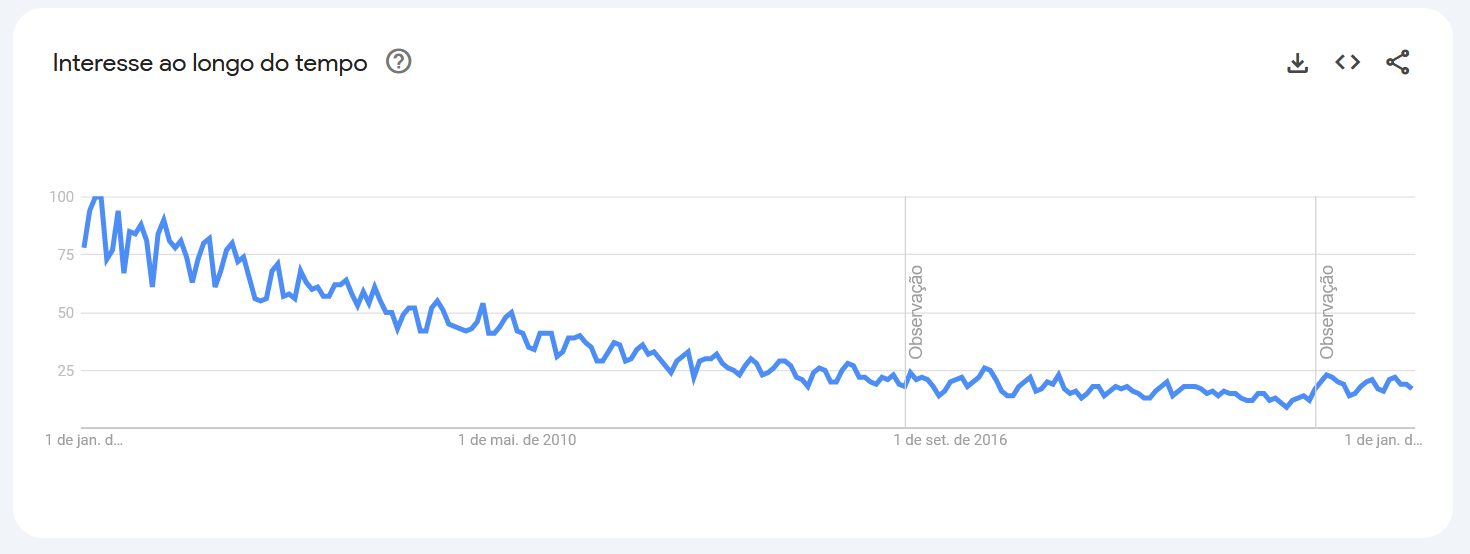 Interesse ao longo do tempo
100
75
50
25
Observação
Observação
1 de jan. d...
1 de mai. de 2010
1 de set. de 2016
1 de jan. d...